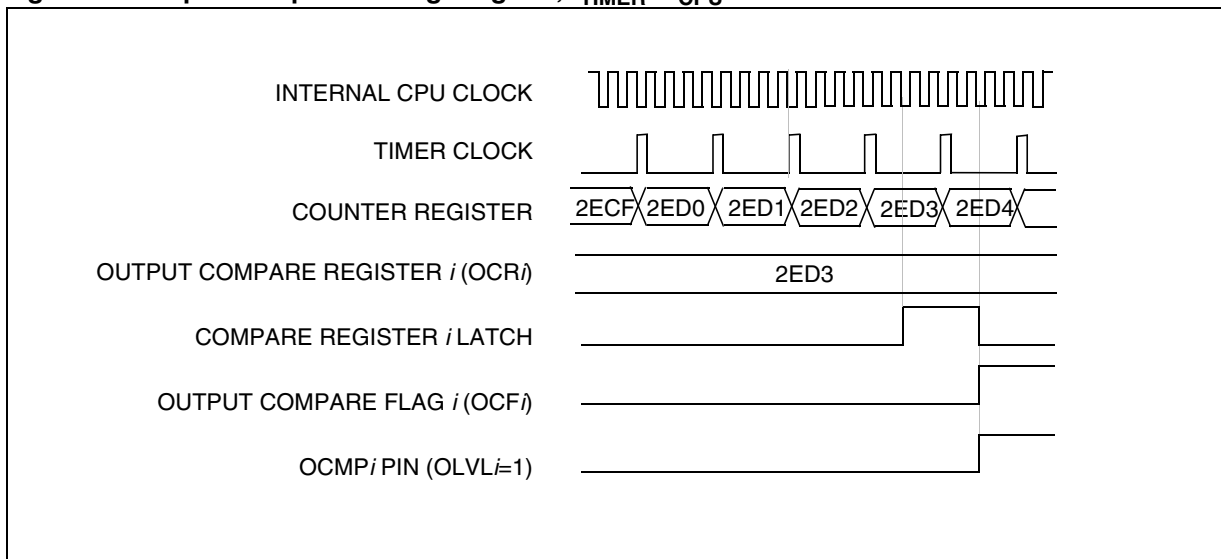 INTERNAL CPU CLOCK
TIMER CLOCK
COUNTER REGISTER 2ECF 2ED0 2ED1 2ED2 2ED3 2ED4
OUTPUT COMPARE REGISTER i (OCRi) 2ED3
COMPARE REGISTER i LATCH
OUTPUT COMPARE FLAG i (OCFi)
OCMPi PIN (OLVLi=1)